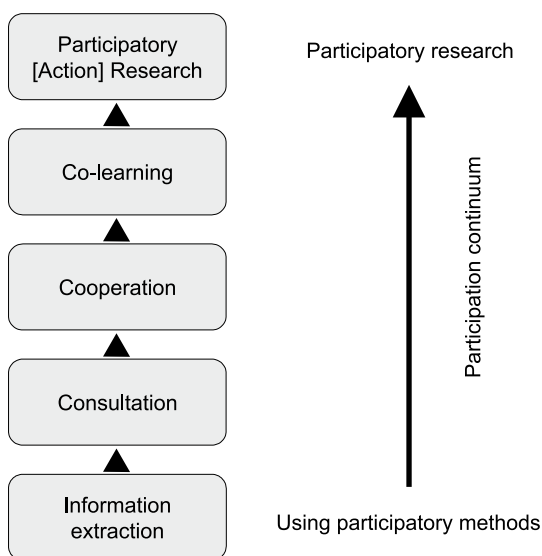 Participatory
[Action] Research
Co-learning
Cooperation
Consultation
Information
extraction
Participatory research
Participation continuum
Using participatory methods